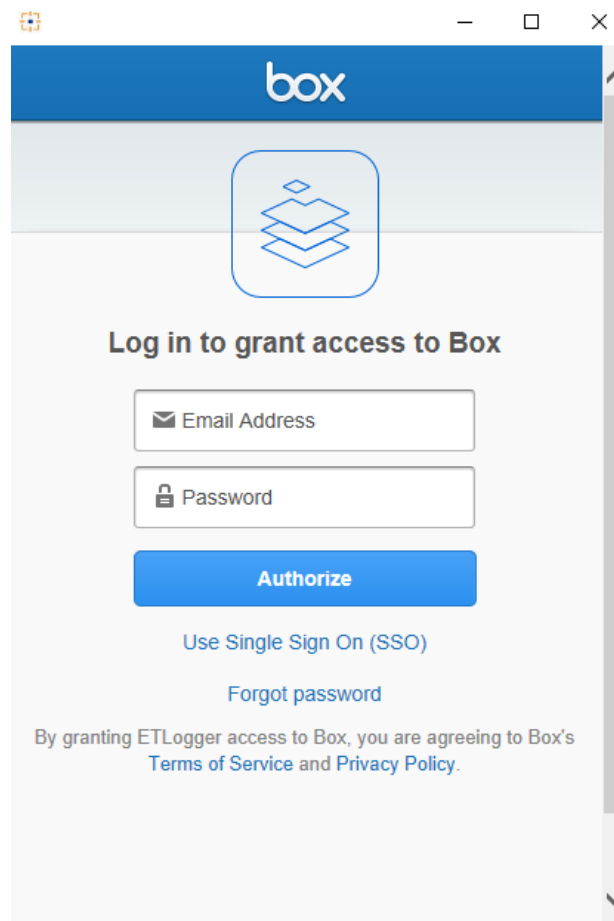 box
Log in to grant access to Box
Email Address
Password
Authorize
Use Single Sign On (SSO)
Forgot password
By granting ETLogger access to Box, you are agreeing to Box's
Terms of Service and Privacy Policy.